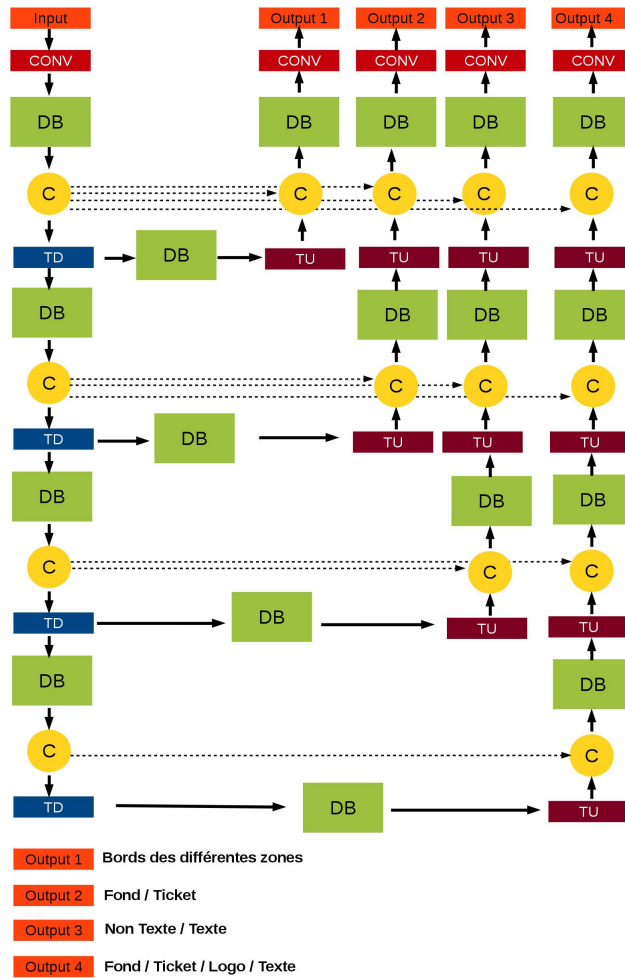 Input Output 1 Output 2 Output 3 Output 4
CONV CONV CONV CONV CONV
DB DB DB DB DB
C C C C C
TD DB TU TU TU TU
DB DB DB DB
C C C C
TD DB TU TU TU
DB DB DB
C C C
TD DB TU TU
DB DB
C C
TD DB TU
Output 1 Bords des différentes zones
Output 2 Fond / Ticket
Output 3 Non Texte / Texte
Output 4 Fond / Ticket / Logo / Texte